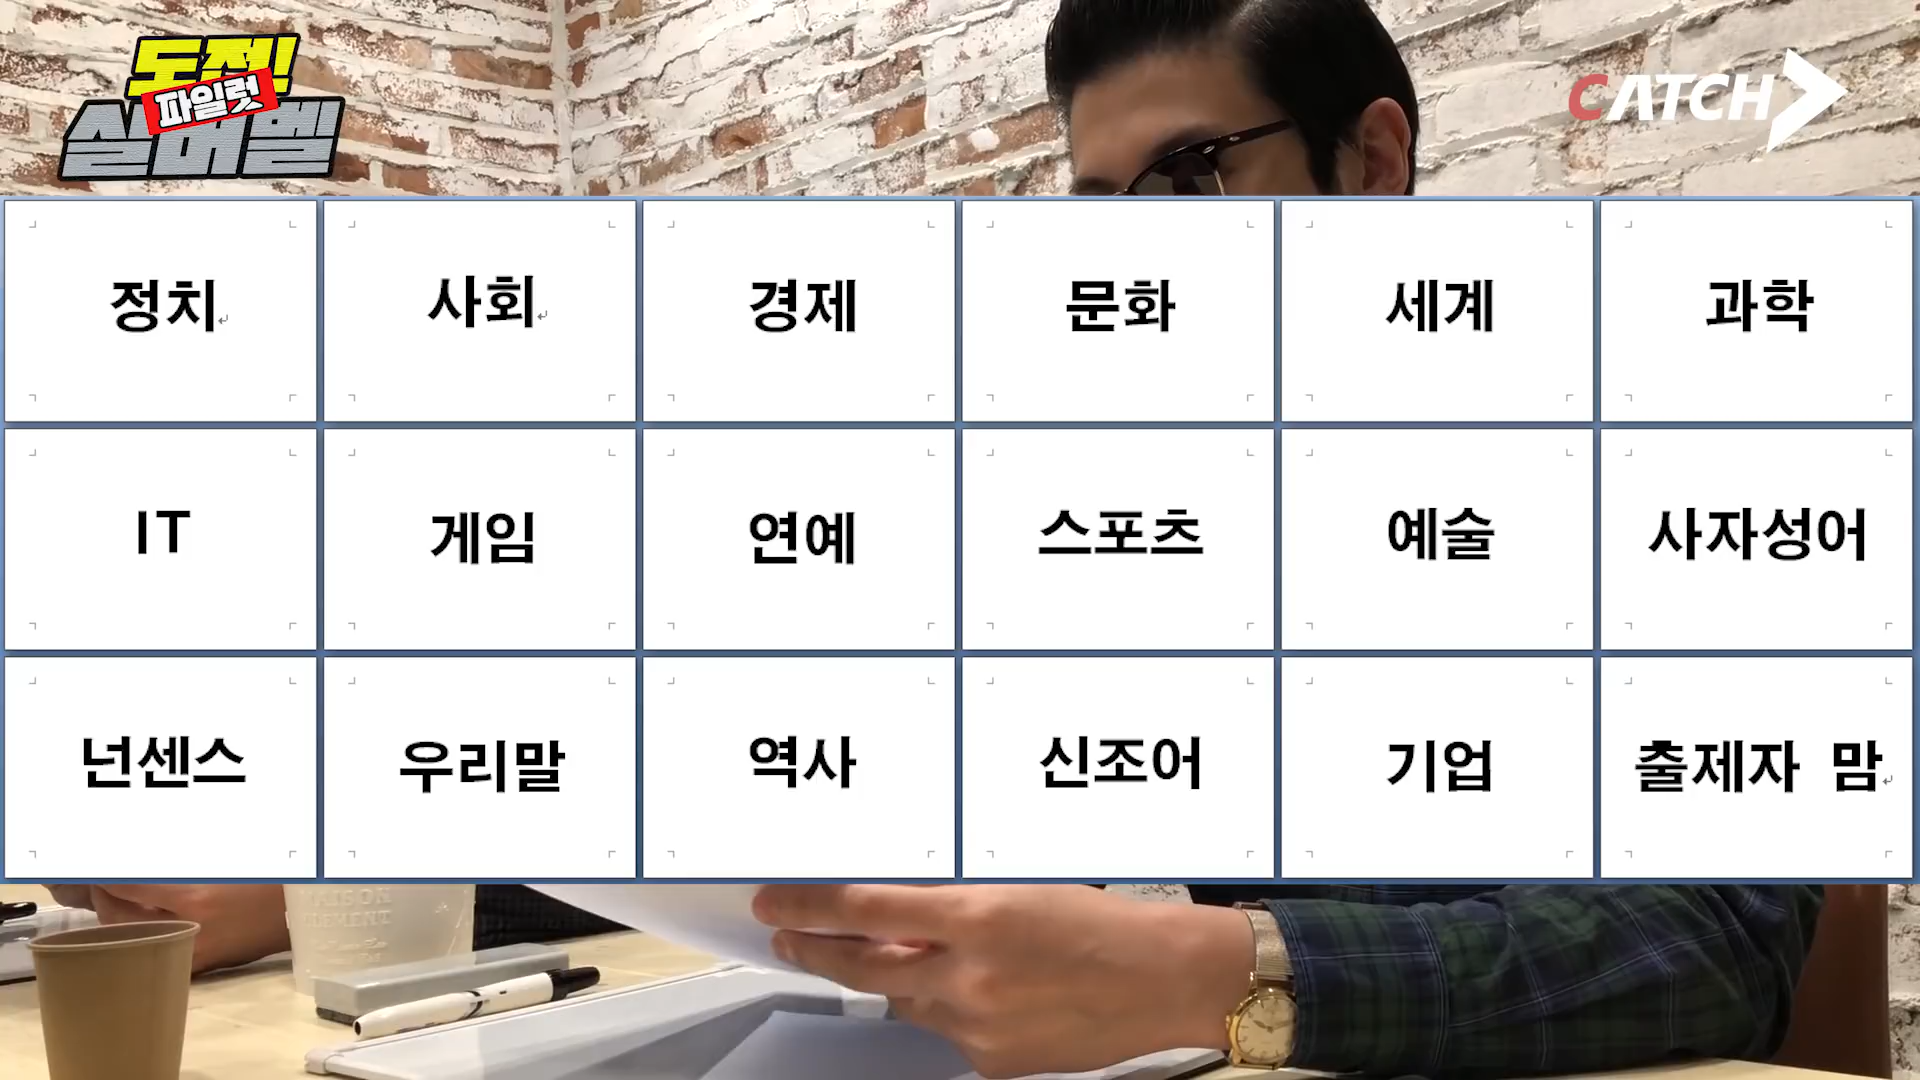 도전!
파일럿
실버벨
CATCH
정치 사회 경제 문화 세계 과학
IT 게임 연예 스포츠 예술 사자성어
넌센스 우리말 역사 신조어 기업 출제자 맘
MAISON
CLEMENT